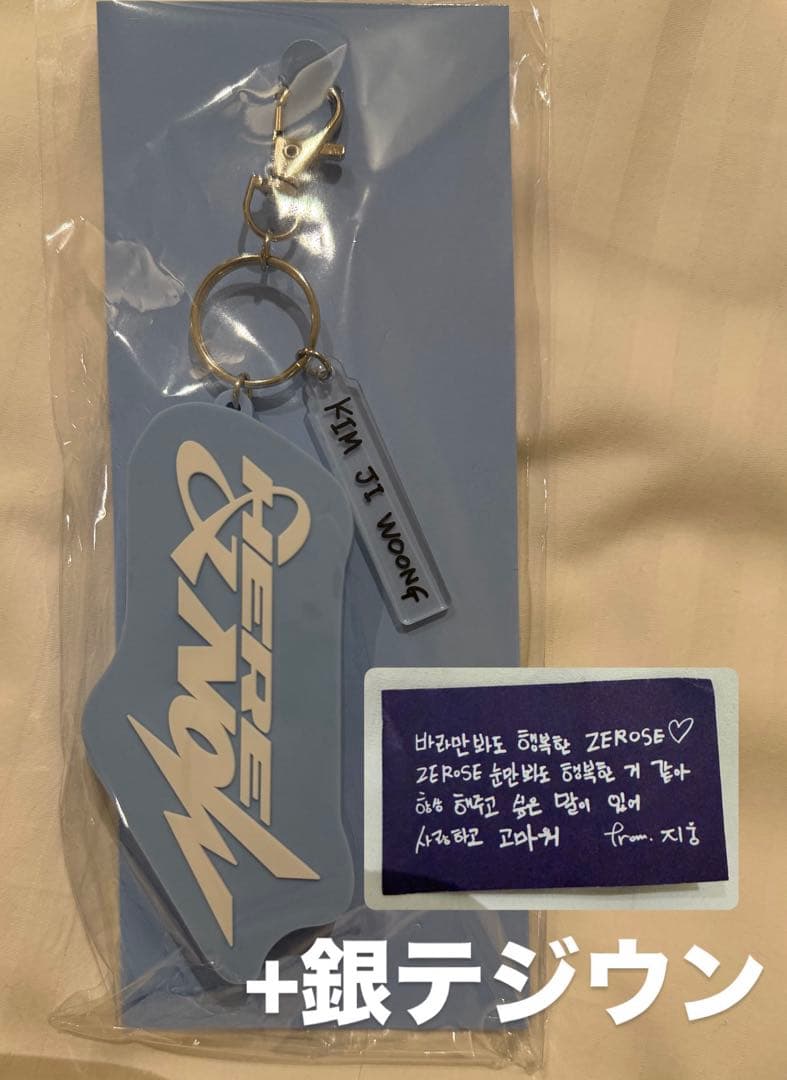 HERE
& NOW
KIM JI WOONG
바라만 봐도 행복한 ZEROSE♡
ZEROSE 눈만 봐도 행복한 거 같아
항상 해주고 싶은 말이 있어
사랑하고 고마워 from. 지웅
+銀テジウン